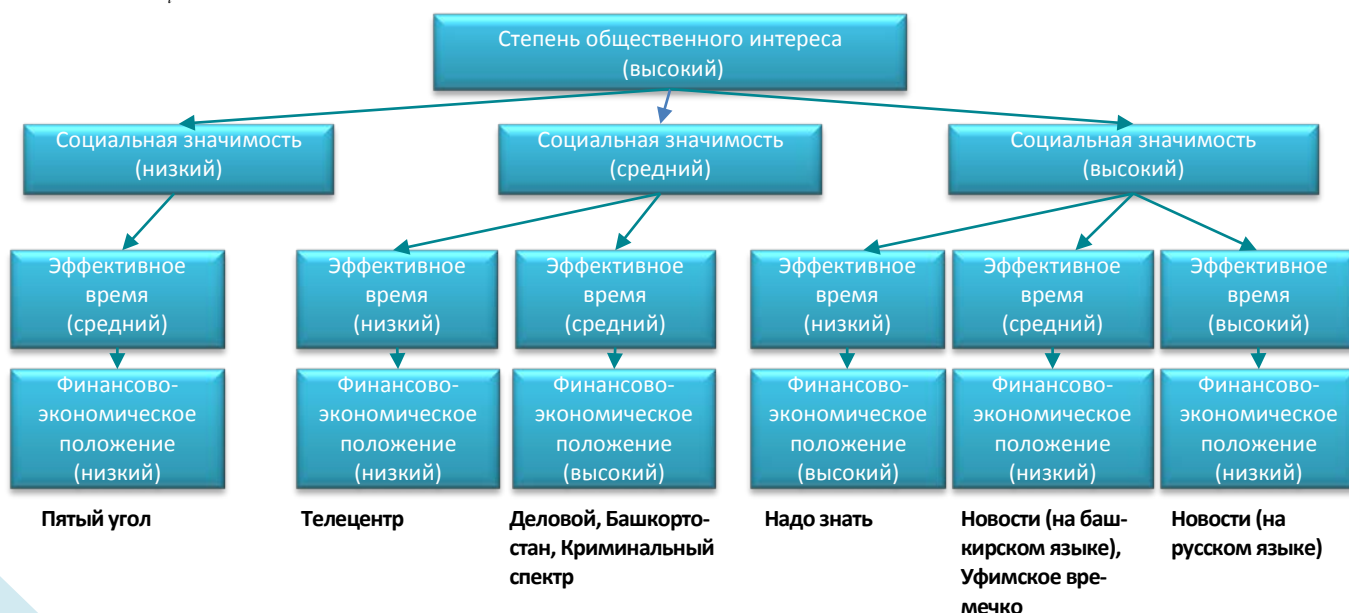 Степень общественного интереса
(высокий)
Социальная значимость
(низкий)
Социальная значимость
(средний)
Социальная значимость
(высокий)
Эффективное
время
(средний)
Эффективное
время
(низкий)
Эффективное
время
(средний)
Эффективное
время
(низкий)
Эффективное
время
(средний)
Эффективное
время
(высокий)
Финансово-
экономическое
положение
(низкий)
Финансово-
экономическое
положение
(низкий)
Финансово-
экономическое
положение
(высокий)
Финансово-
экономическое
положение
(высокий)
Финансово-
экономическое
положение
(низкий)
Финансово-
экономическое
положение
(низкий)
Пятый угол
Телецентр
Деловой, Башкорто-
стан, Криминальный
спектр
Надо знать
Новости (на баш-
кирском языке),
Уфимское вре-
мечко
Новости (на
русском языке)